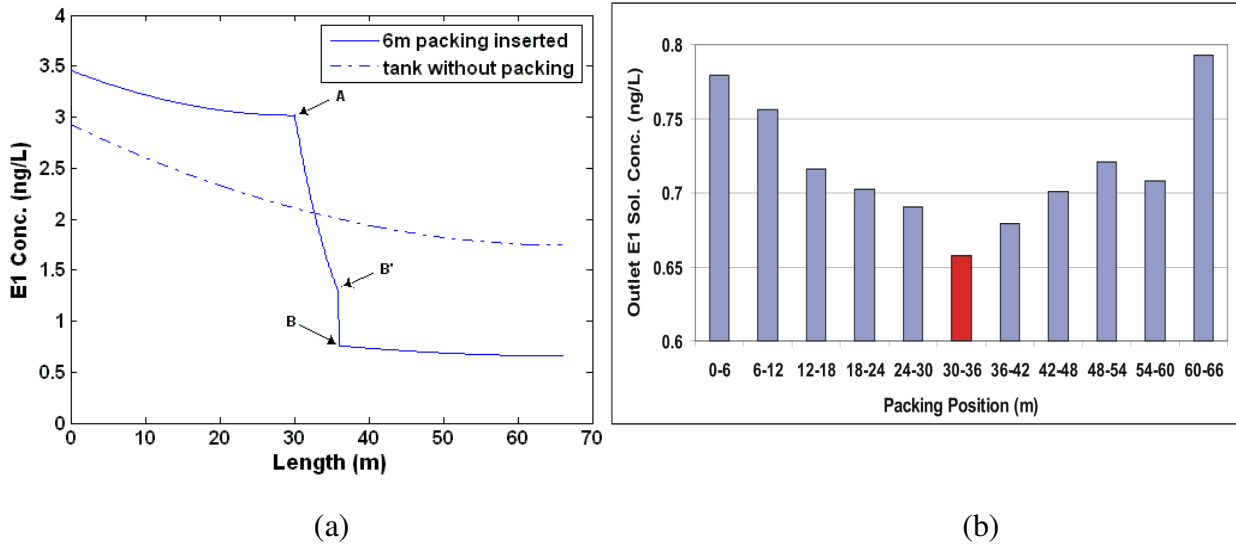 4
3.5
3
2.5
2
1.5
1
0.5
0
E1 Conc. (ng/L)
6m packing inserted
tank without packing
A
B'
B
0 10 20 30 40 50 60 70
Length (m)
(a)
0.8
0.75
0.7
0.65
0.6
Outlet E1 Sol. Conc. (ng/L)
0-6 6-12 12-18 18-24 24-30 30-36 36-42 42-48 48-54 54-60 60-66
Packing Position (m)
(b)